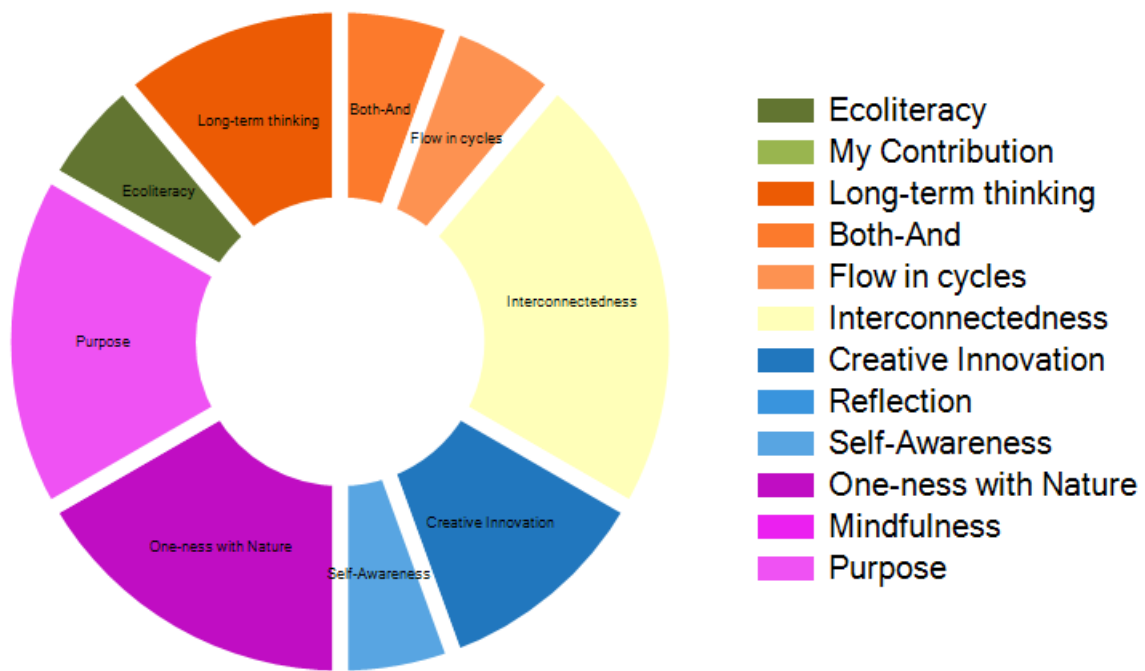 Long-term thinking
Both-And
Flow in cycles
Ecoliteracy
Interconnectedness
Purpose
Creative Innovation
One-ness with Nature
Self-Awareness
Ecoliteracy
My Contribution
Long-term thinking
Both-And
Flow in cycles
Interconnectedness
Creative Innovation
Reflection
Self-Awareness
One-ness with Nature
Mindfulness
Purpose